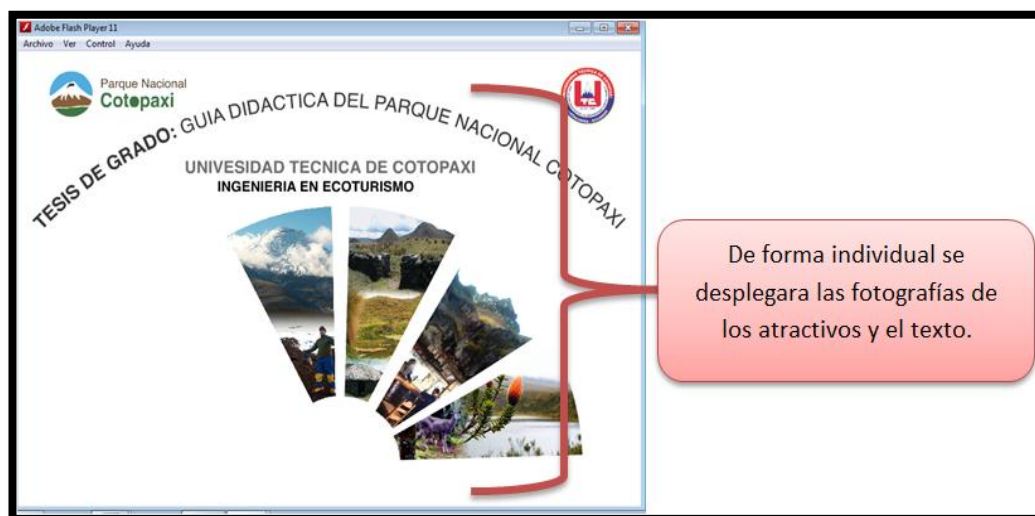 Adobe Flash Player 11
Archivo Ver Control Ayuda
Parque Nacional
Cotopaxi
TESIS DE GRADO: GUIA DIDACTICA DEL PARQUE NACIONAL COTOPAXI
UNIVESIDAD TECNICA DE COTOPAXI
INGENIERIA EN ECOTURISMO
De forma individual se
desplegara las fotografías de
los atractivos y el texto.